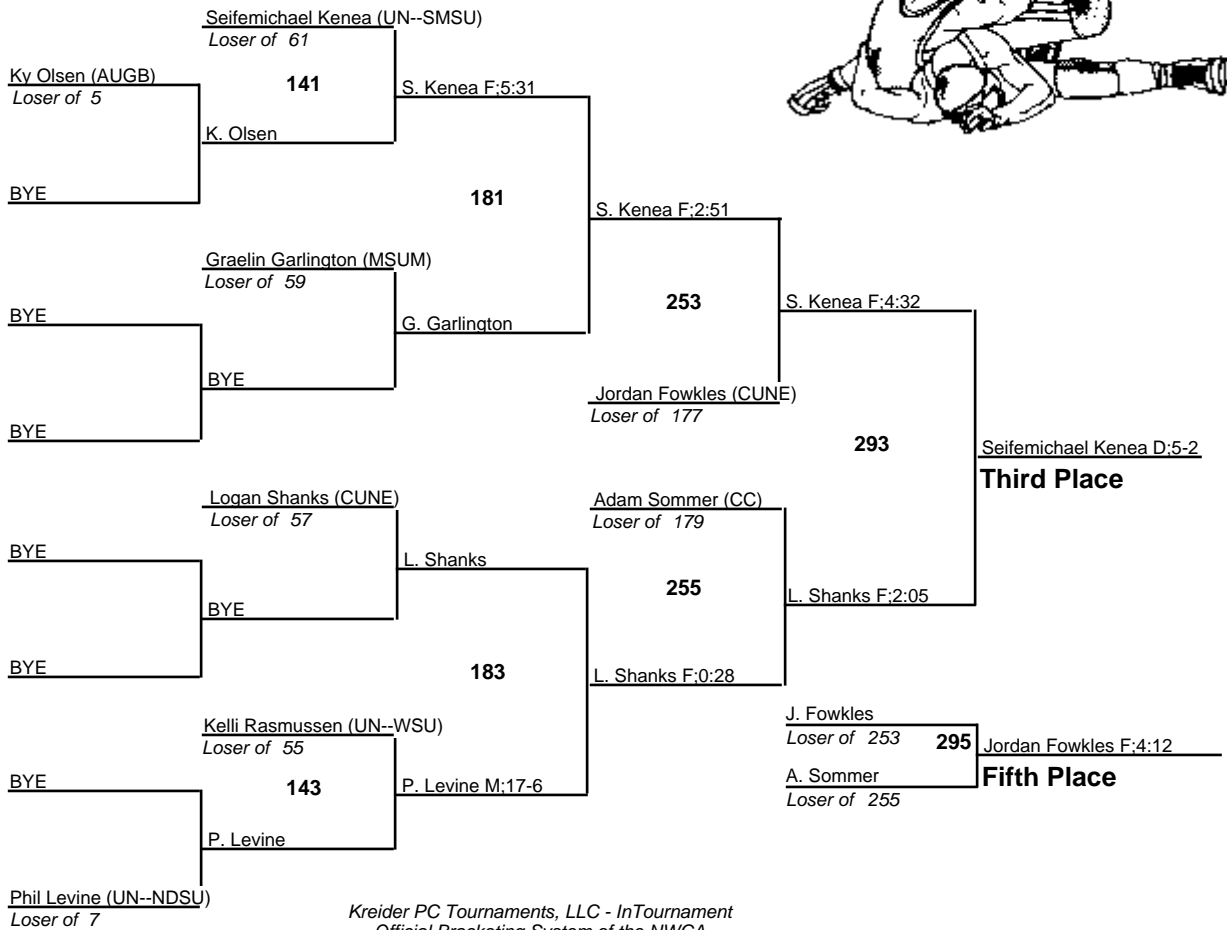 Seifemichael Kenea (UN--SMSU)
Loser of 61
Ky Olsen (AUGB)
Loser of 5
141
S. Kenea F;5:31
K. Olsen
BYE
181
S. Kenea F;2:51
Graelin Garlington (MSUM)
Loser of 59
253
S. Kenea F;4:32
BYE
G. Garlington
BYE
Jordan Fowkles (CUNE)
Loser of 177
BYE
293
Seifemichael Kenea D;5-2
Third Place
Logan Shanks (CUNE)
Loser of 57
Adam Sommer (CC)
Loser of 179
BYE
L. Shanks
255
L. Shanks F;2:05
BYE
BYE
183
L. Shanks F;0:28
Kelli Rasmussen (UN--WSU)
Loser of 55
J. Fowkles
Loser of 253
295
Jordan Fowkles F;4:12
Fifth Place
BYE
143
P. Levine M;17-6
A. Sommer
Loser of 255
P. Levine
Phil Levine (UN--NDSU)
Loser of 7
Kreider PC Tournaments, LLC - InTournament
Official Bracketing System of the NWCA